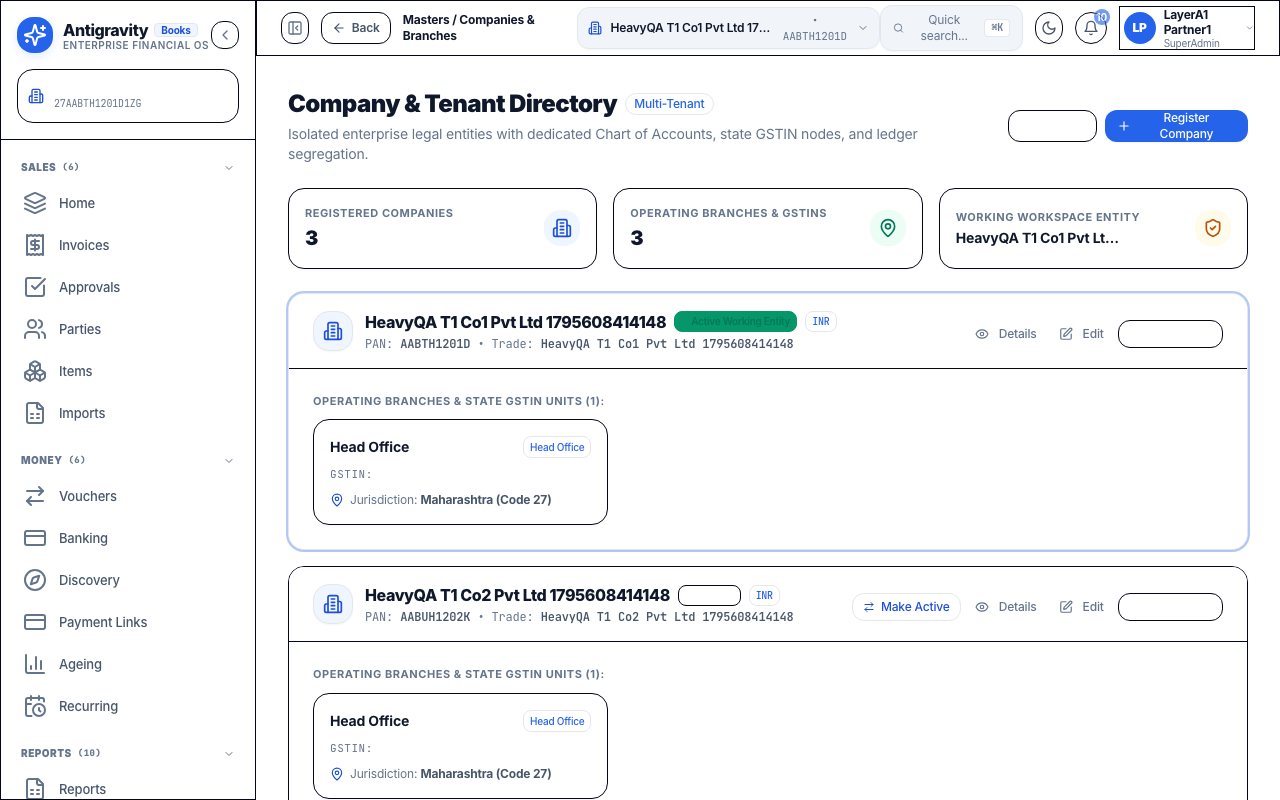 Antigravity Books
ENTERPRISE FINANCIAL OS
27AABTH1201D1ZG
SALES (6)
Home
Invoices
Approvals
Parties
Items
Imports
MONEY (6)
Vouchers
Banking
Discovery
Payment Links
Ageing
Recurring
REPORTS (10)
Reports
Back
Masters / Companies &
Branches
HeavyQA T1 Co1 Pvt Ltd 17... • AABTH1201D
Quick
search...
⌘K
10
LP
LayerA1
Partner1
SuperAdmin
Company & Tenant Directory Multi-Tenant
Isolated enterprise legal entities with dedicated Chart of Accounts, state GSTIN nodes, and ledger
segregation.
Register
Company
REGISTERED COMPANIES
3
OPERATING BRANCHES & GSTINS
3
WORKING WORKSPACE ENTITY
HeavyQA T1 Co1 Pvt Lt...
HeavyQA T1 Co1 Pvt Ltd 1795608414148 Active Working Entity INR
PAN: AABTH1201D • Trade: HeavyQA T1 Co1 Pvt Ltd 1795608414148
Details Edit
OPERATING BRANCHES & STATE GSTIN UNITS (1):
Head Office Head Office
GSTIN:
Jurisdiction: Maharashtra (Code 27)
HeavyQA T1 Co2 Pvt Ltd 1795608414148 INR
PAN: AABUH1202K • Trade: HeavyQA T1 Co2 Pvt Ltd 1795608414148
Make Active Details Edit
OPERATING BRANCHES & STATE GSTIN UNITS (1):
Head Office Head Office
GSTIN:
Jurisdiction: Maharashtra (Code 27)